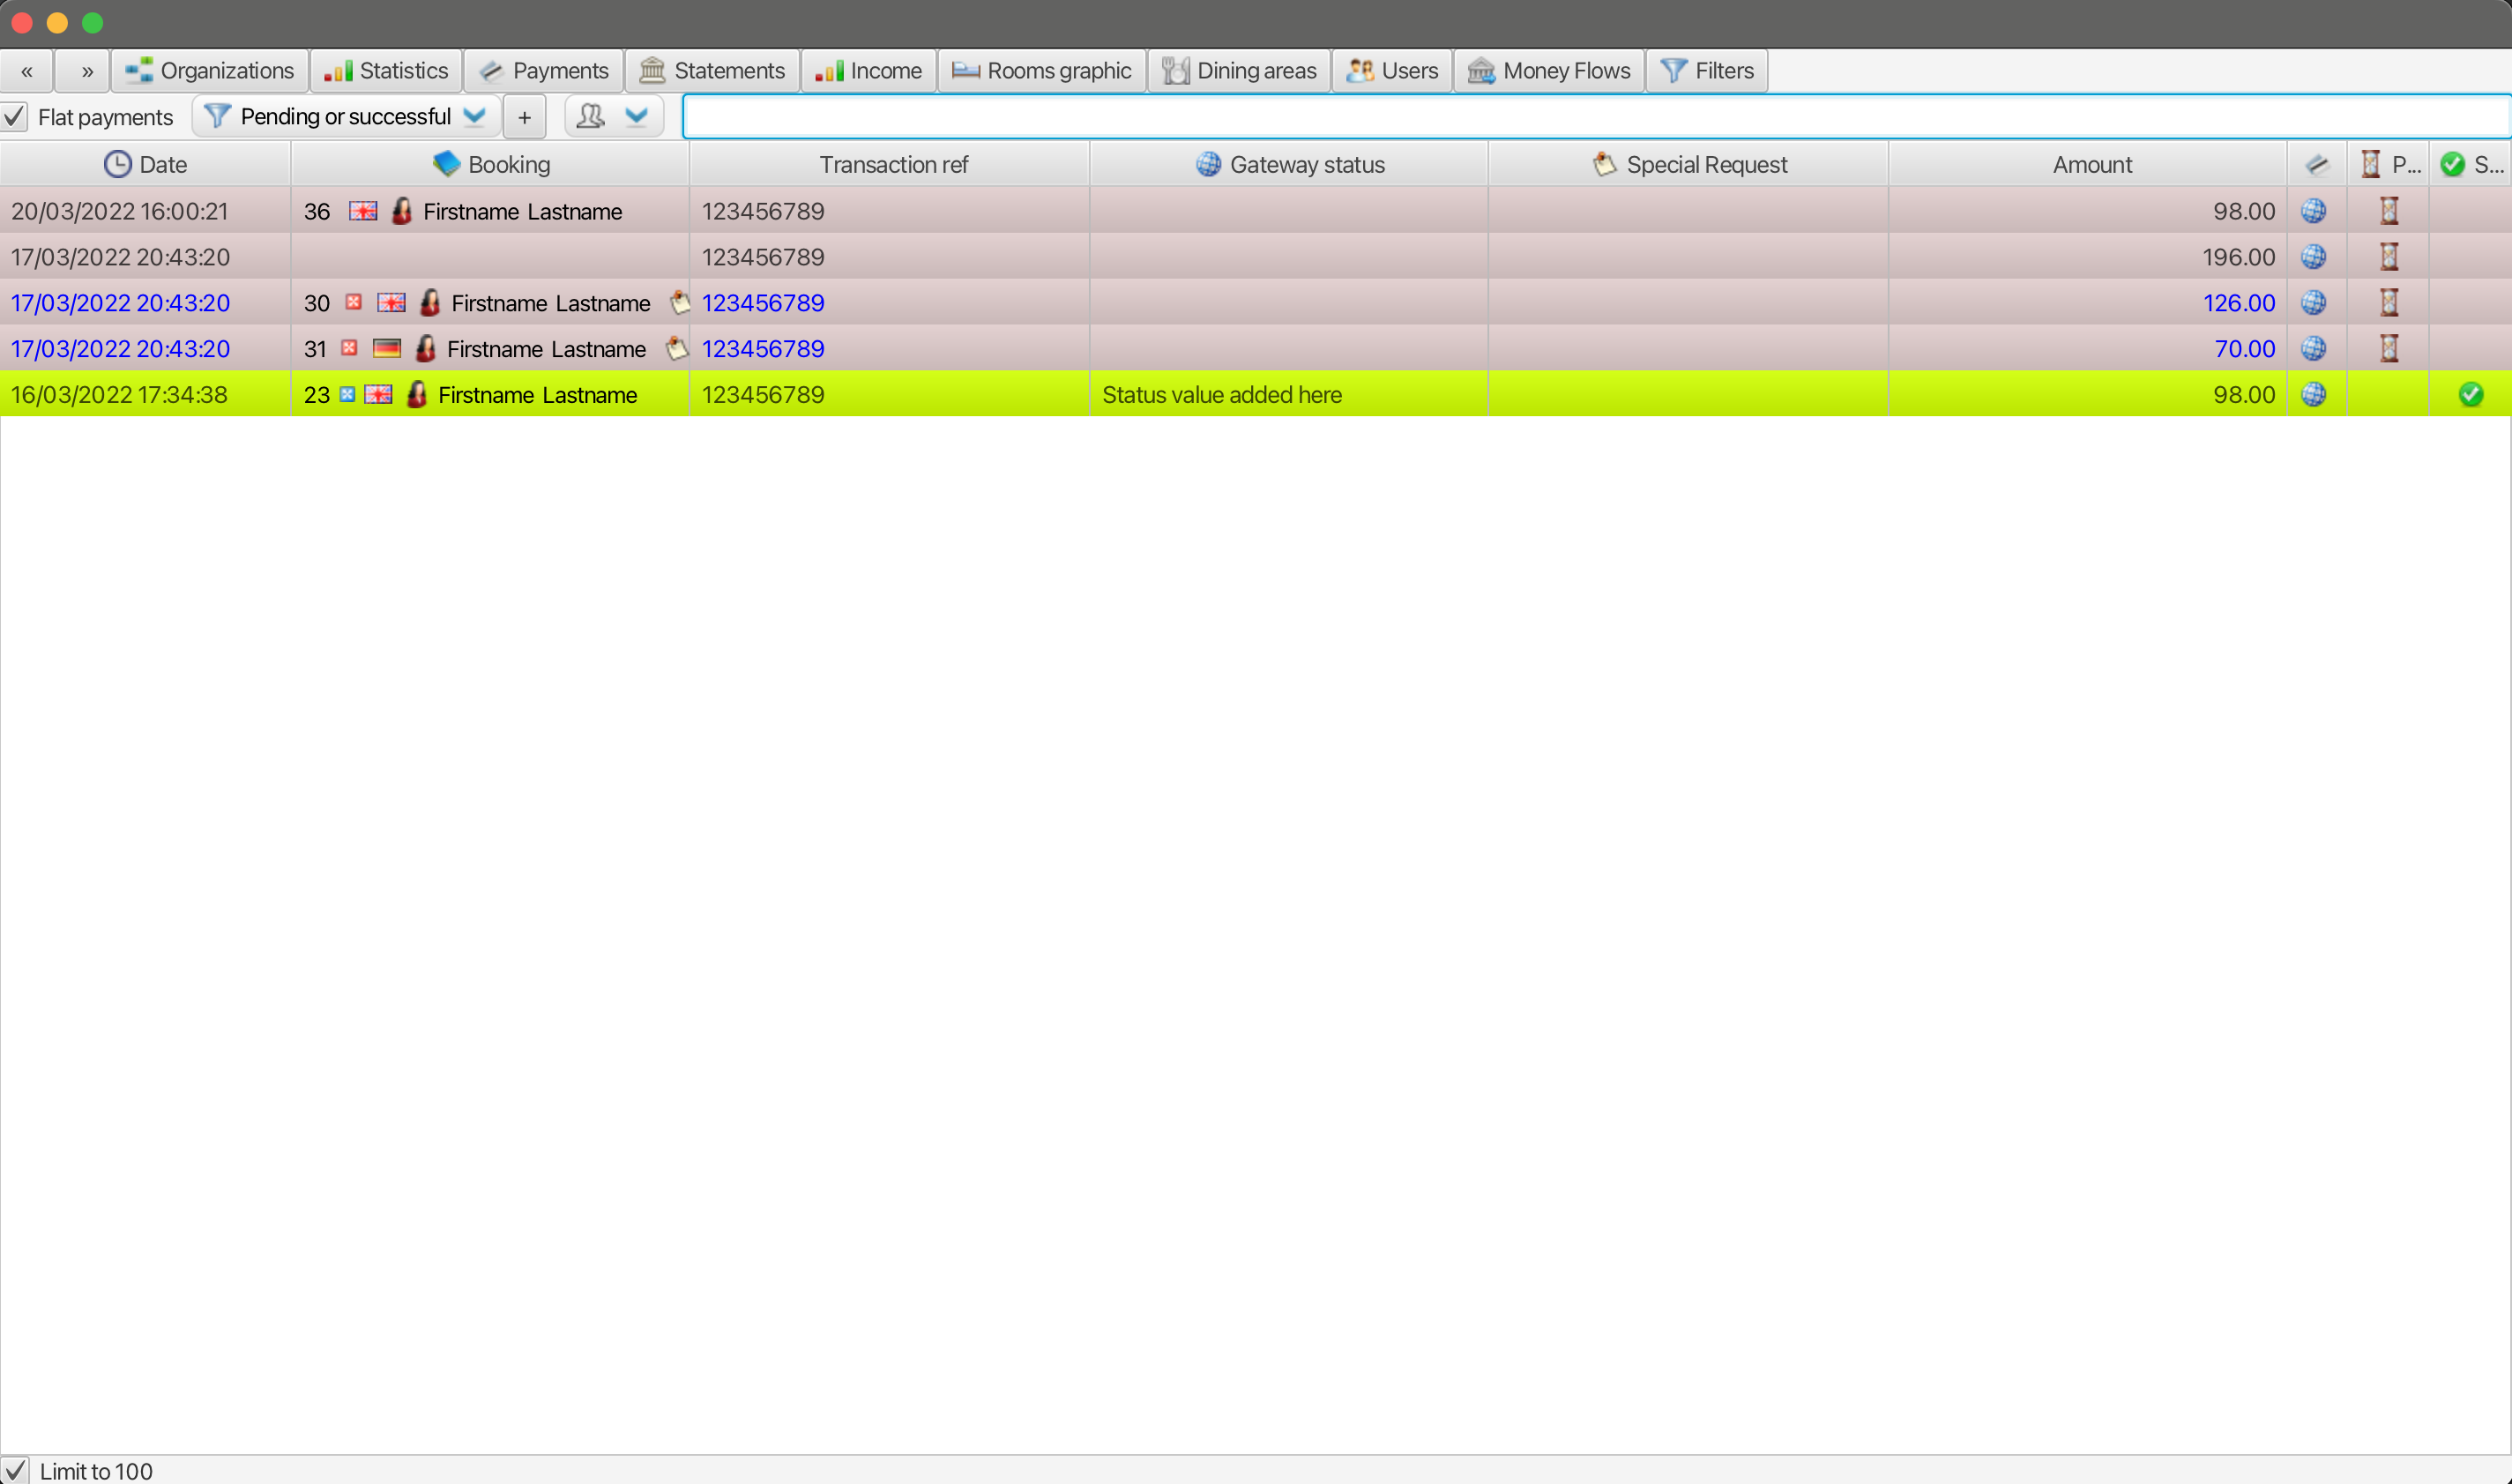 « » Organizations Statistics Payments Statements Income Rooms graphic Dining areas Users Money Flows Filters
Flat payments Pending or successful +
Date Booking Transaction ref Gateway status Special Request Amount P... S...
20/03/2022 16:00:21 36 Firstname Lastname 123456789 98.00
17/03/2022 20:43:20 123456789 196.00
17/03/2022 20:43:20 30 Firstname Lastname 123456789 126.00
17/03/2022 20:43:20 31 Firstname Lastname 123456789 70.00
16/03/2022 17:34:38 23 Firstname Lastname 123456789 Status value added here 98.00
Limit to 100